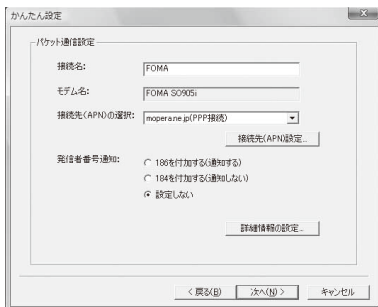 かんたん設定
パケット通信設定
接続名: FOMA
モデム名: FOMA SO905i
接続先(APN)の選択: mopera.ne.jp(PPP接続)
接続先(APN)設定...
発信者番号通知: 186を付加する(通知する)
184を付加する(通知しない)
設定しない
詳細情報の設定...
< 戻る(B) 次へ(N) > キャンセル